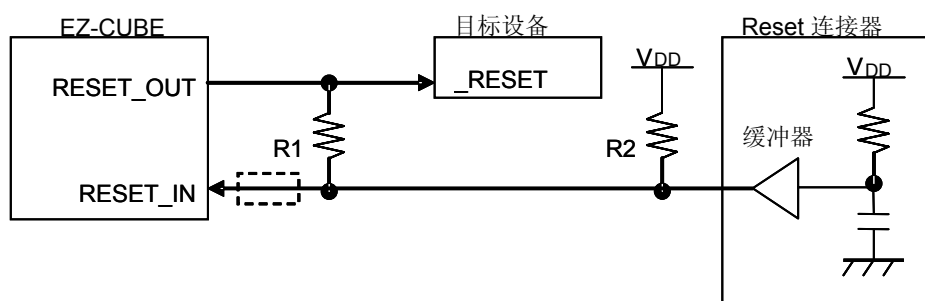 EZ-CUBE
目标设备
Reset 连接器
RESET_OUT
_RESET
VDD
VDD
R1
R2
缓冲器
RESET_IN